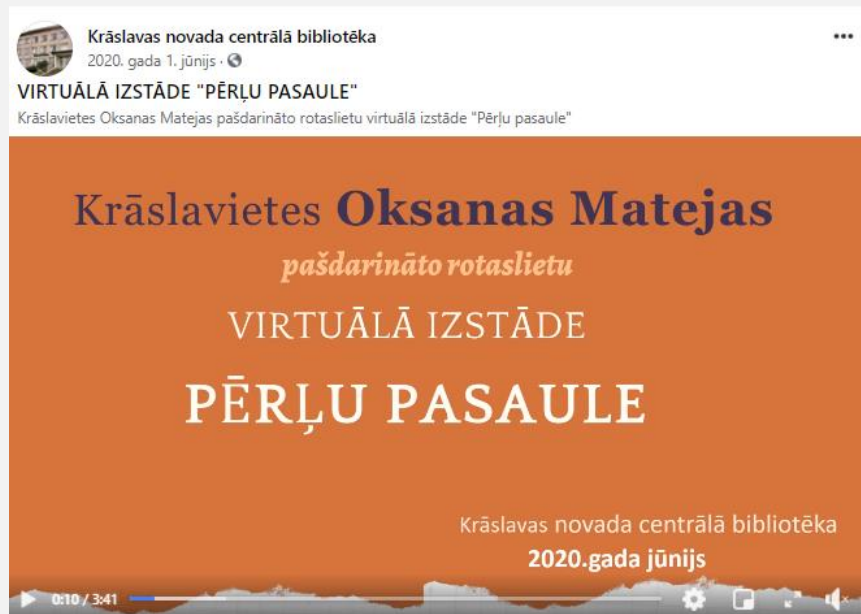 Krāslavas novada centrālā bibliotēka
2020. gada 1. jūnijs ·
VIRTUĀLĀ IZSTĀDE "PĒRĻU PASAULE"
Krāslavietes Oksanas Matejas pašdarināto rotaslietu virtuālā izstāde "Pērļu pasaule"
Krāslavietes Oksanas Matejas
pašdarināto rotaslietu
VIRTUĀLĀ IZSTĀDE
PĒRĻU PASAULE
Krāslavas novada centrālā bibliotēka
2020.gada jūnijs
0:10 / 3:41